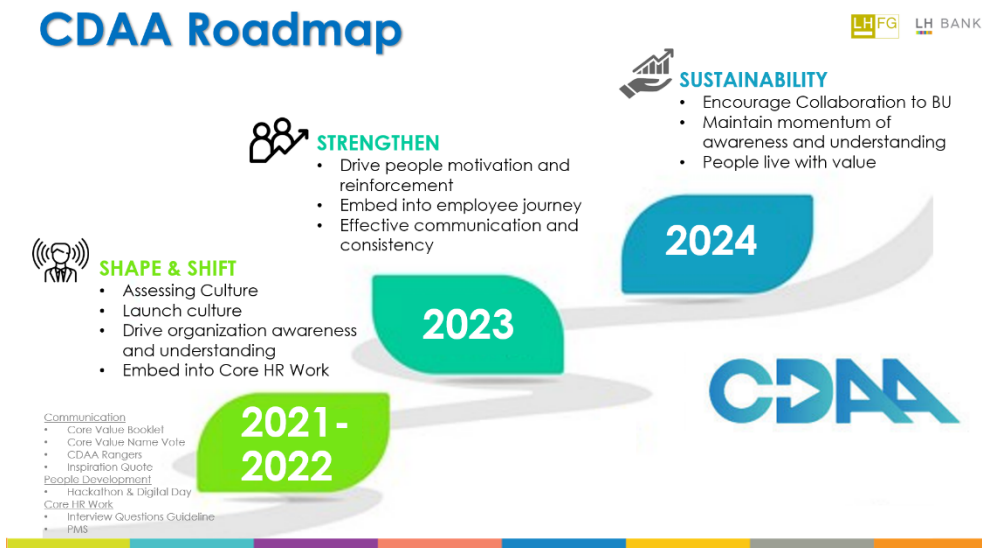 CDAA Roadmap
LHFG
LH BANK
SUSTAINABILITY
• Encourage Collaboration to BU
• Maintain momentum of
awareness and understanding
• People live with value
STRENGTHEN
• Drive people motivation and
reinforcement
• Embed into employee journey
• Effective communication and
consistency
SHAPE & SHIFT
• Assessing Culture
• Launch culture
• Drive organization awareness
and understanding
• Embed into Core HR Work
2024
2023
2021-
2022
CDAA
Communication
• Core Value Booklet
• Core Value Name Vote
• CDAA Rangers
• Inspiration Quote
People Development
• Hackathon & Digital Day
Core HR Work
• Interview Questions Guideline
• PMS